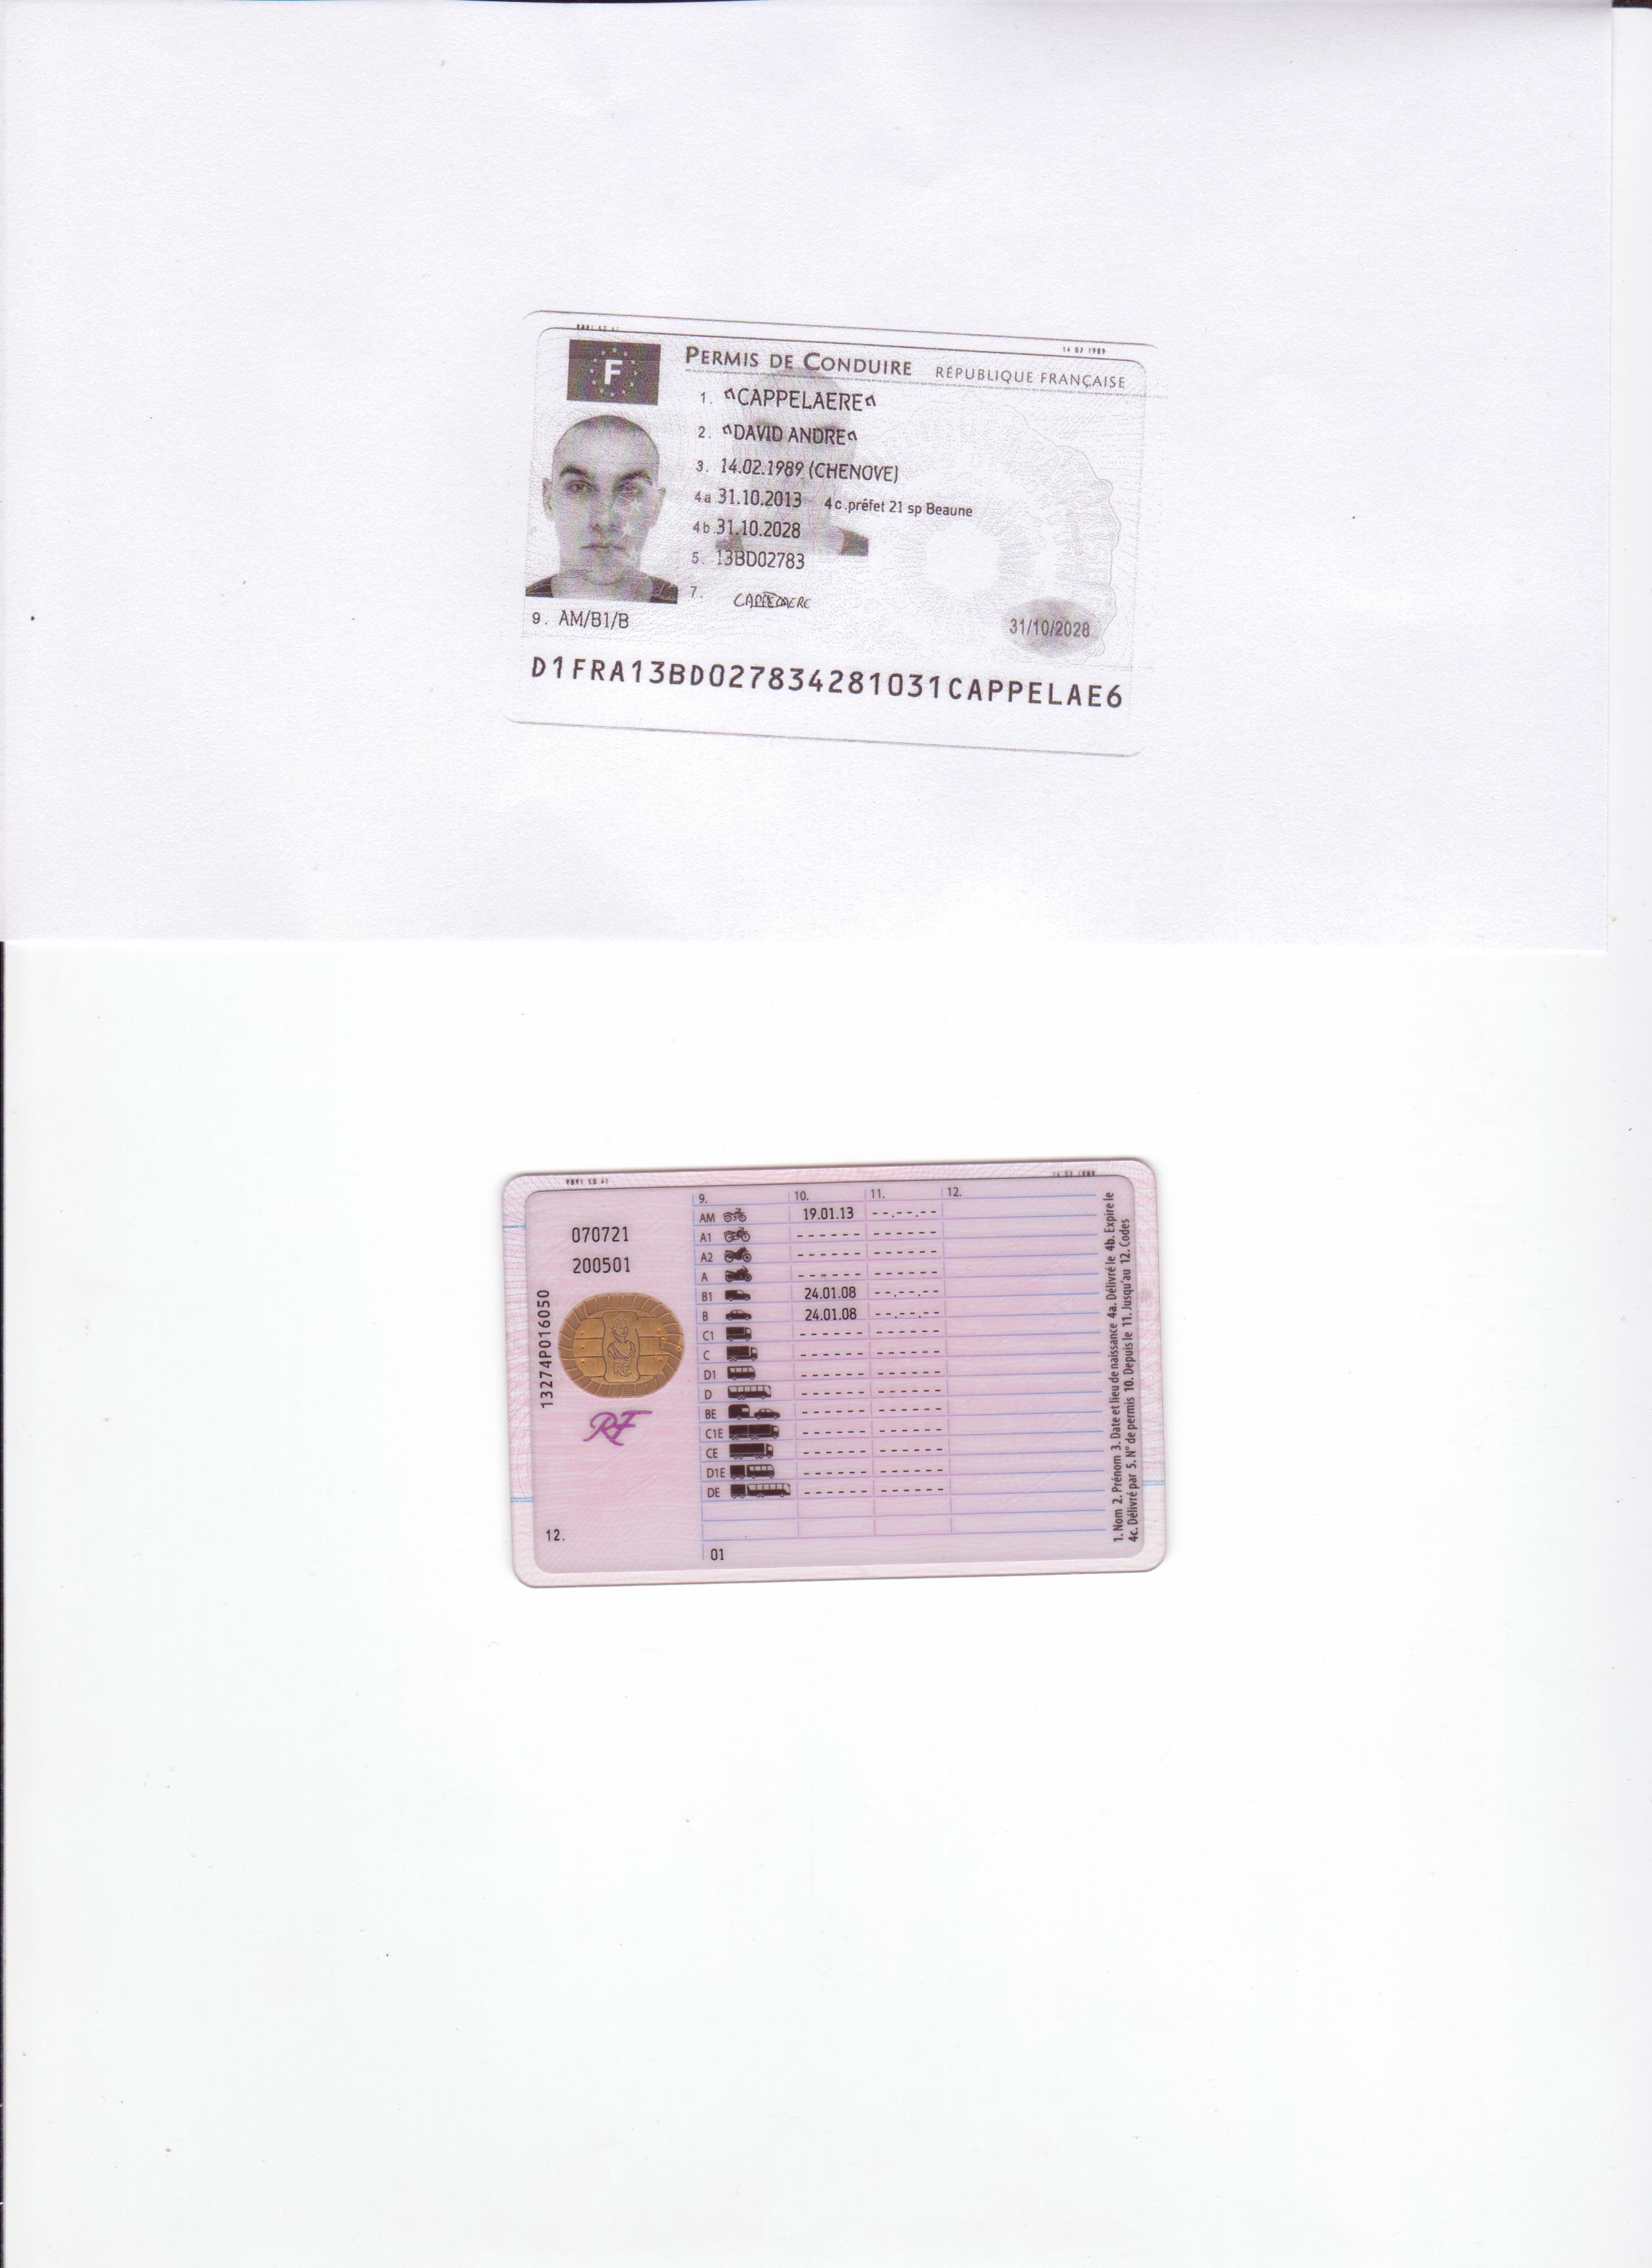 F
PERMIS DE CONDUIRE RÉPUBLIQUE FRANÇAISE
14 02 1989
1. "CAPPELAERE"
2. "DAVID ANDRE"
3. 14.02.1989 (CHENOVE)
4a 31.10.2013 4c.préfet 21 sp Beaune
4b.31.10.2028
5. 13BD02783
7. CAPPELAERE
9. AM/B1/B
31/10/2028
D1FRA13BD027834281031CAPPELAE6
070721
200501
13274P016050
RF
12.
9. 10. 11. 12.
AM 19.01.13 --.--.--
A1 ------ ------
A2 ------ ------
A ------ ------
B1 24.01.08 --.--.--
B 24.01.08 --.--.--
C1 ------ ------
C ------ ------
D1 ------ ------
D ------ ------
BE ------ ------
C1E ------ ------
CE ------ ------
D1E ------ ------
DE ------ ------
01
1. Nom 2. Prénom 3. Date et lieu de naissance 4a. Délivré le 4b. Expire le
4c. Délivré par 5. N° de permis 10. Depuis le 11. Jusqu'au 12. Codes